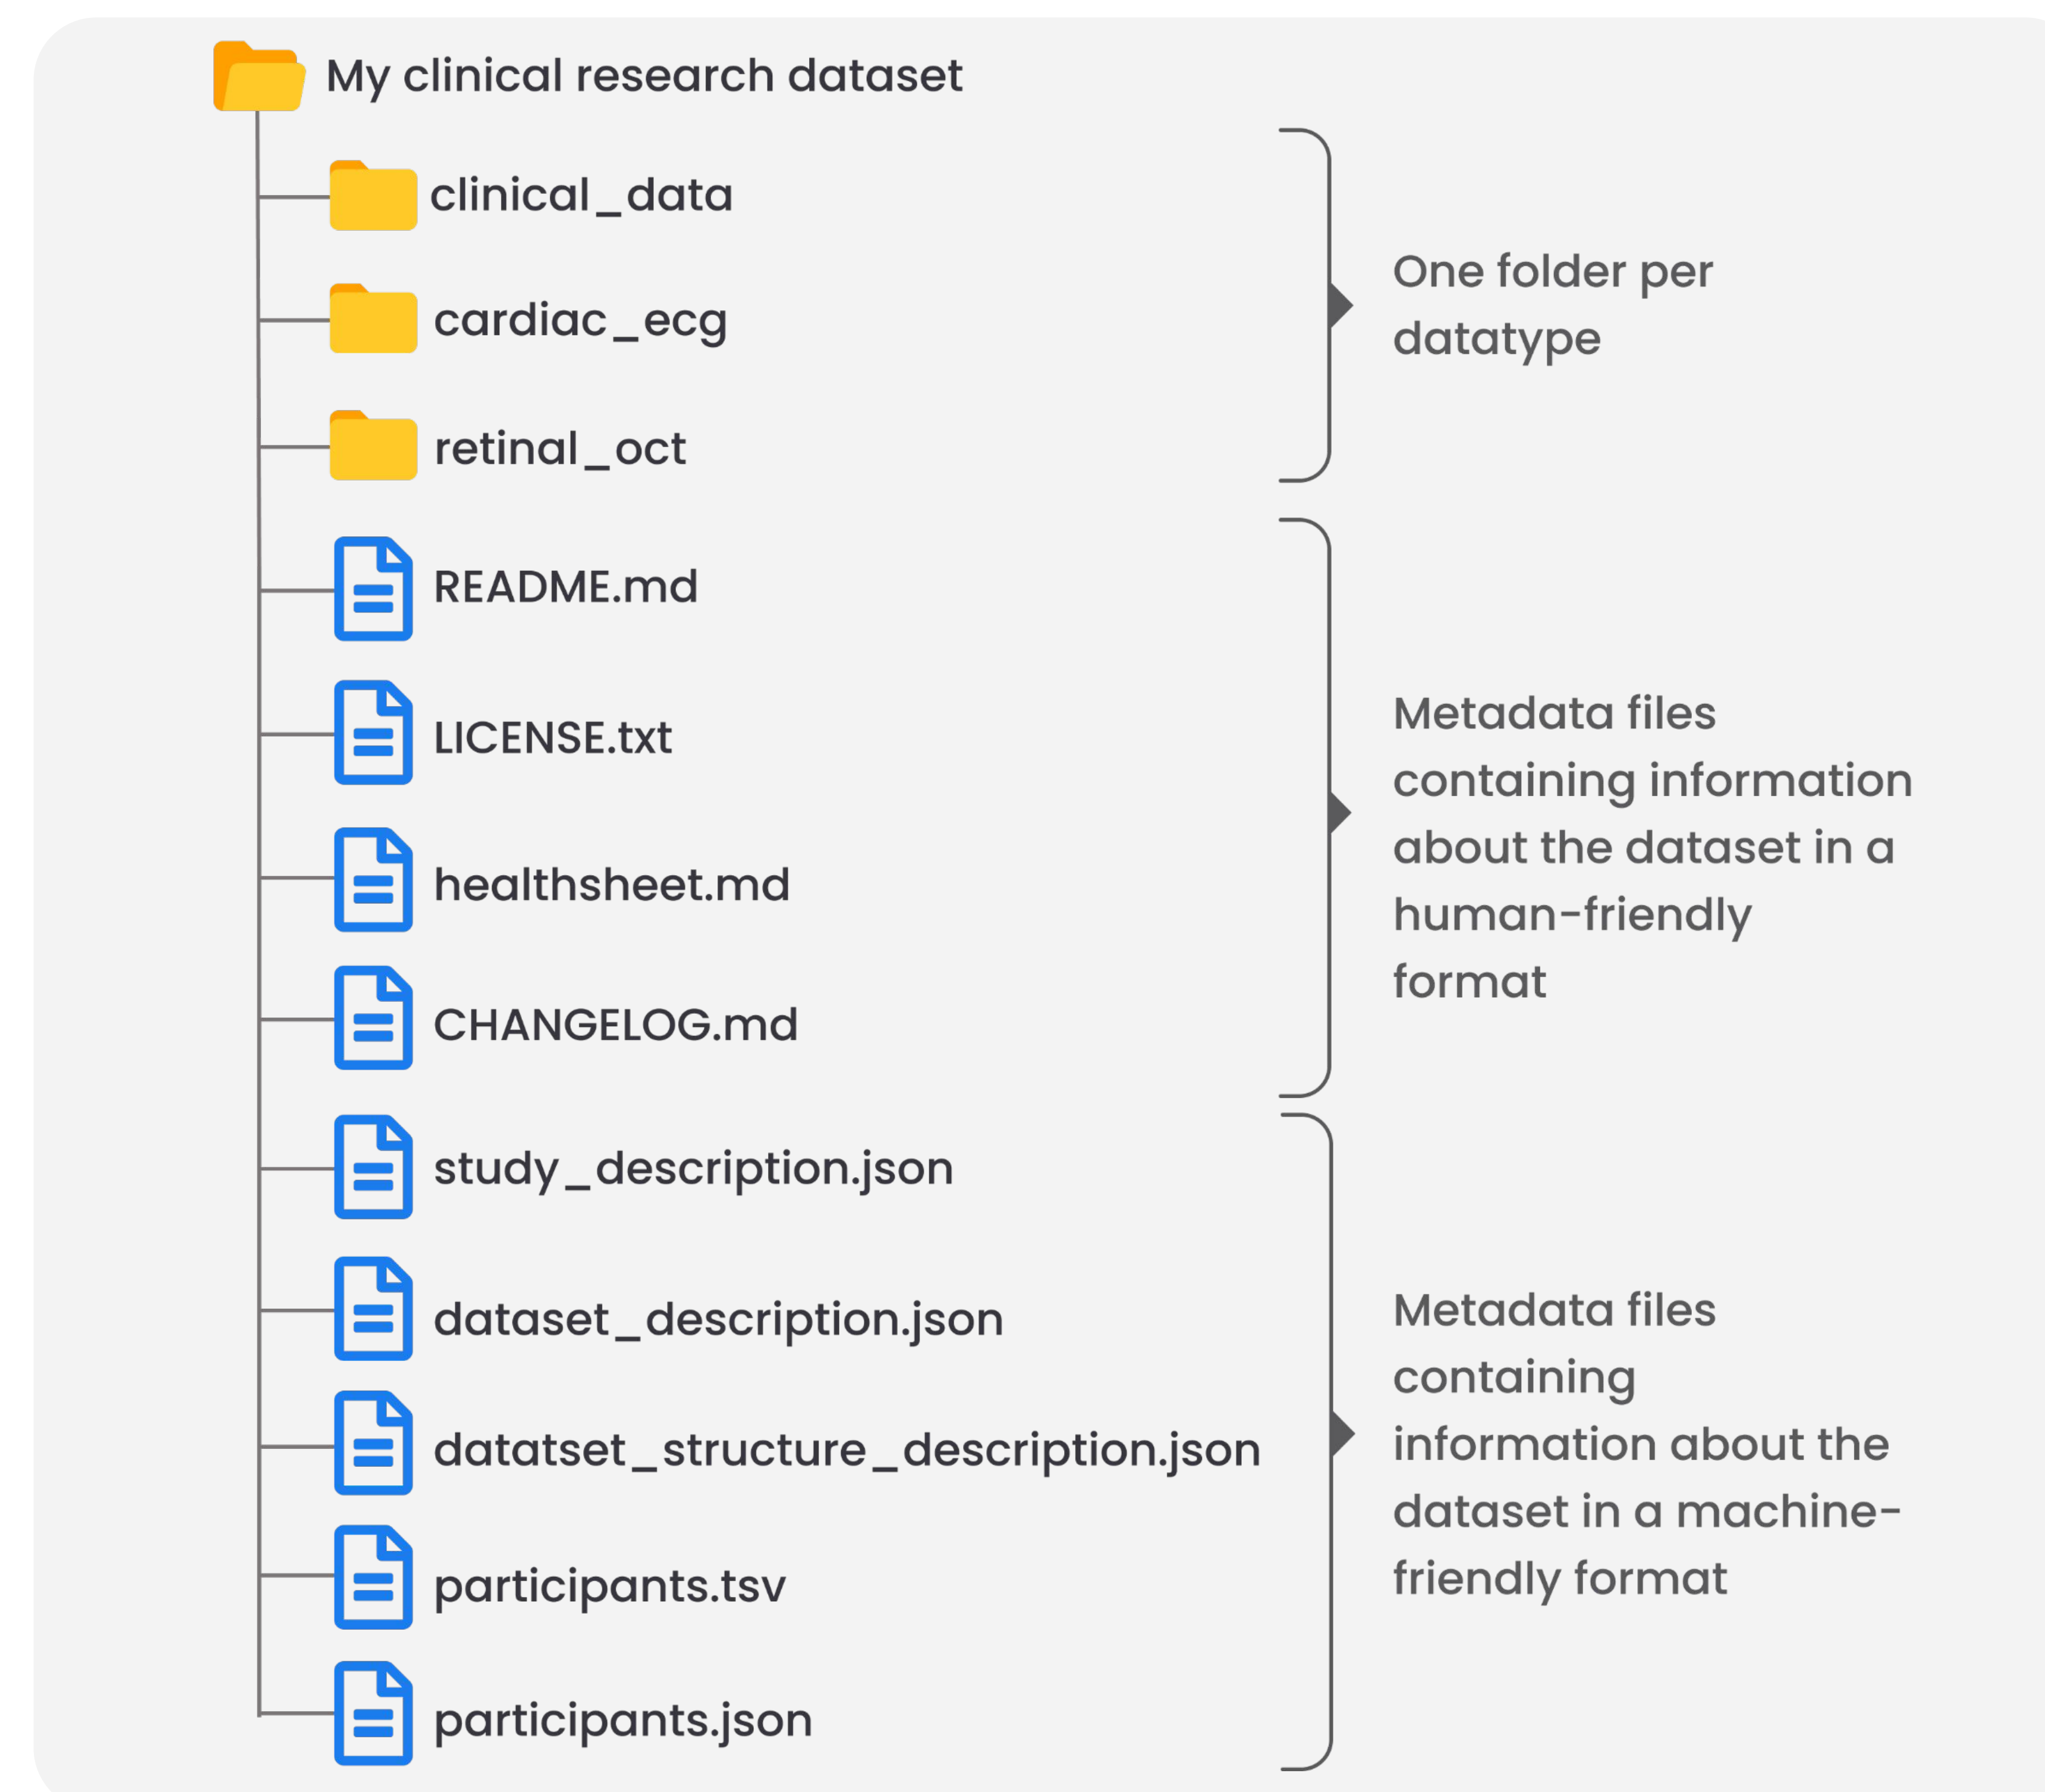 My clinical research dataset
clinical_data
cardiac_ecg
retinal_oct
One folder per
datatype
README.md
LICENSE.txt
healthsheet.md
CHANGELOG.md
Metadata files
containing information
about the dataset in a
human-friendly
format
study_description.json
dataset_description.json
datatset_structure_description.json
participants.tsv
participants.json
Metadata files
containing
information about the
dataset in a machine-
friendly format